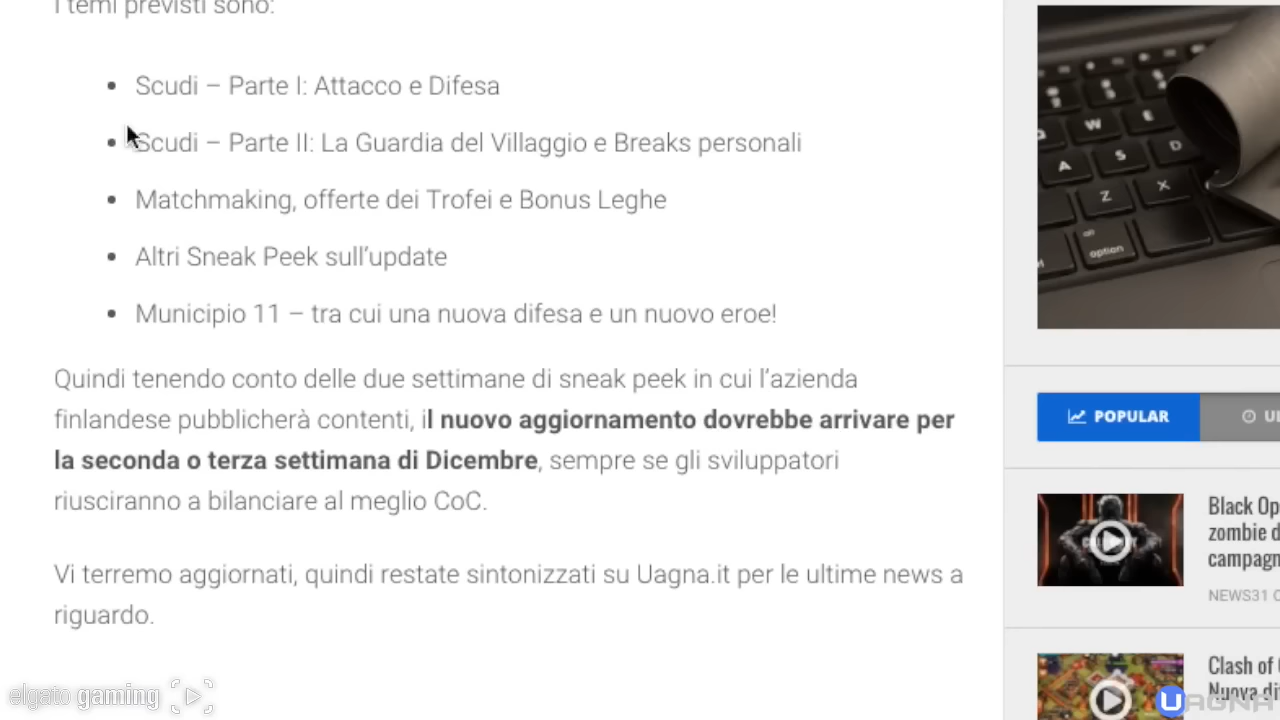 I temi previsti sono:
Scudi – Parte I: Attacco e Difesa
Scudi – Parte II: La Guardia del Villaggio e Breaks personali
Matchmaking, offerte dei Trofei e Bonus Leghe
Altri Sneak Peek sull'update
Municipio 11 – tra cui una nuova difesa e un nuovo eroe!
Quindi tenendo conto delle due settimane di sneak peek in cui l'azienda
finlandese pubblicherà contenti, il nuovo aggiornamento dovrebbe arrivare per
la seconda o terza settimana di Dicembre, sempre se gli sviluppatori
riusciranno a bilanciare al meglio CoC.
Vi terremo aggiornati, quindi restate sintonizzati su Uagna.it per le ultime news a
riguardo.
W E
A S D
Z X
alt
option
POPULAR
Black Op
zombie d
campagn
NEWS31
Clash of
Nuova di
elgato gaming
UAGNA